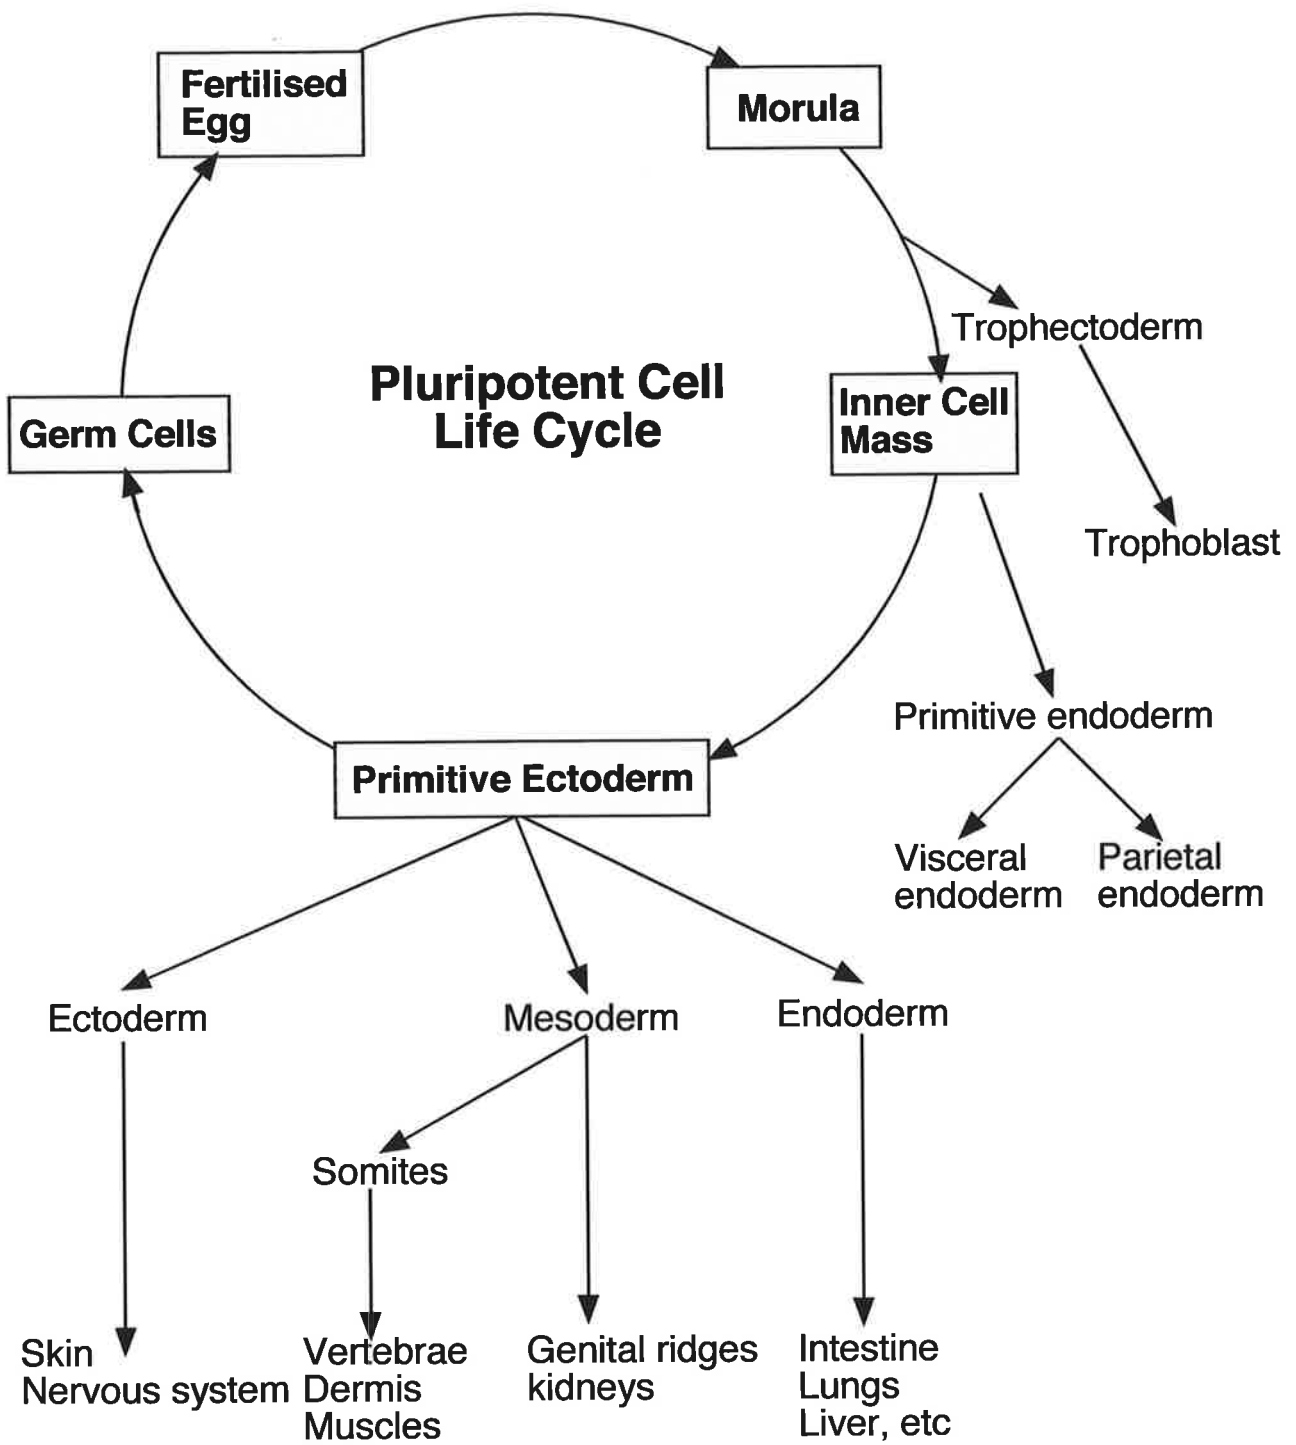 Fertilised
Egg
Morula
Trophectoderm
Pluripotent Cell
Life Cycle
Germ Cells
Inner Cell
Mass
Trophoblast
Primitive endoderm
Primitive Ectoderm
Visceral
endoderm
Parietal
endoderm
Ectoderm
Mesoderm
Endoderm
Somites
Skin
Nervous system
Vertebrae
Dermis
Muscles
Genital ridges
kidneys
Intestine
Lungs
Liver, etc